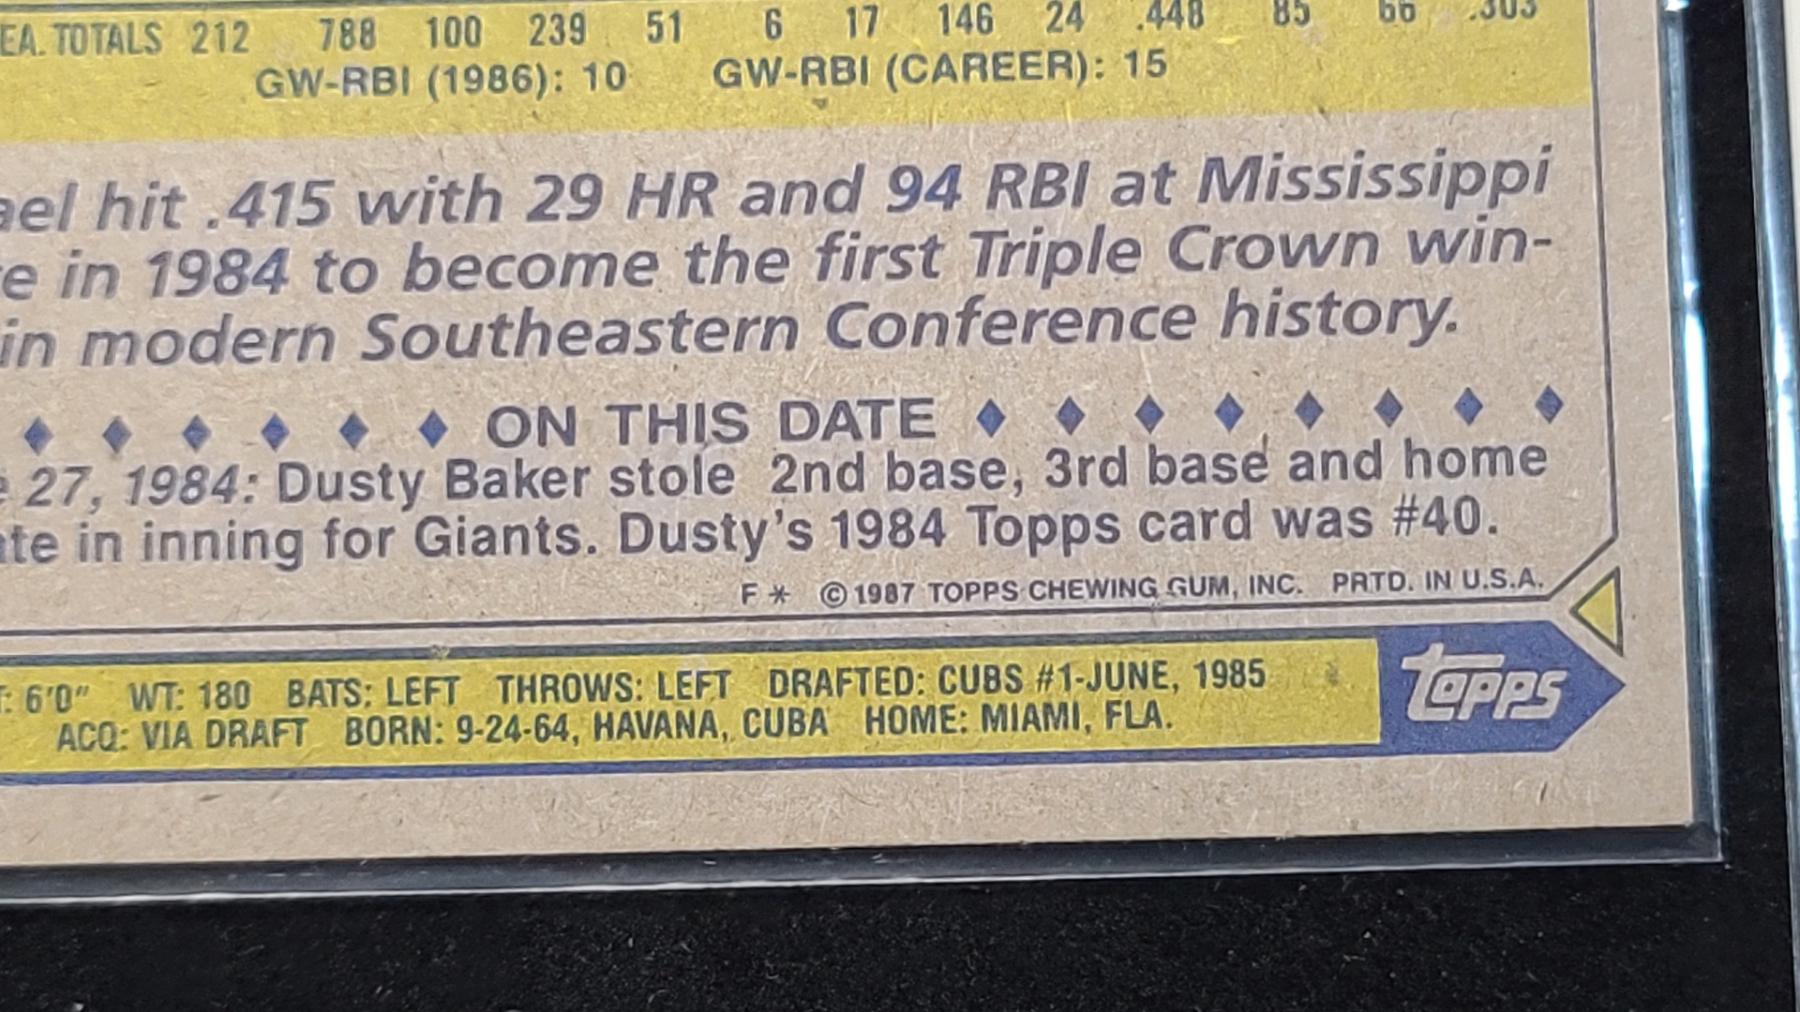 EA. TOTALS 212 788 100 239 51 6 17 146 24 .448 85 66 .303
GW-RBI (1986): 10 GW-RBI (CAREER): 15
ael hit .415 with 29 HR and 94 RBI at Mississippi
e in 1984 to become the first Triple Crown win-
in modern Southeastern Conference history.
ON THIS DATE
e 27, 1984: Dusty Baker stole 2nd base, 3rd base and home
ate in inning for Giants. Dusty's 1984 Topps card was #40.
F * © 1987 TOPPS CHEWING GUM, INC. PRTD. IN U.S.A.
T: 6'0" WT: 180 BATS: LEFT THROWS: LEFT DRAFTED: CUBS #1-JUNE, 1985
ACQ: VIA DRAFT BORN: 9-24-64, HAVANA, CUBA HOME: MIAMI, FLA.
Topps